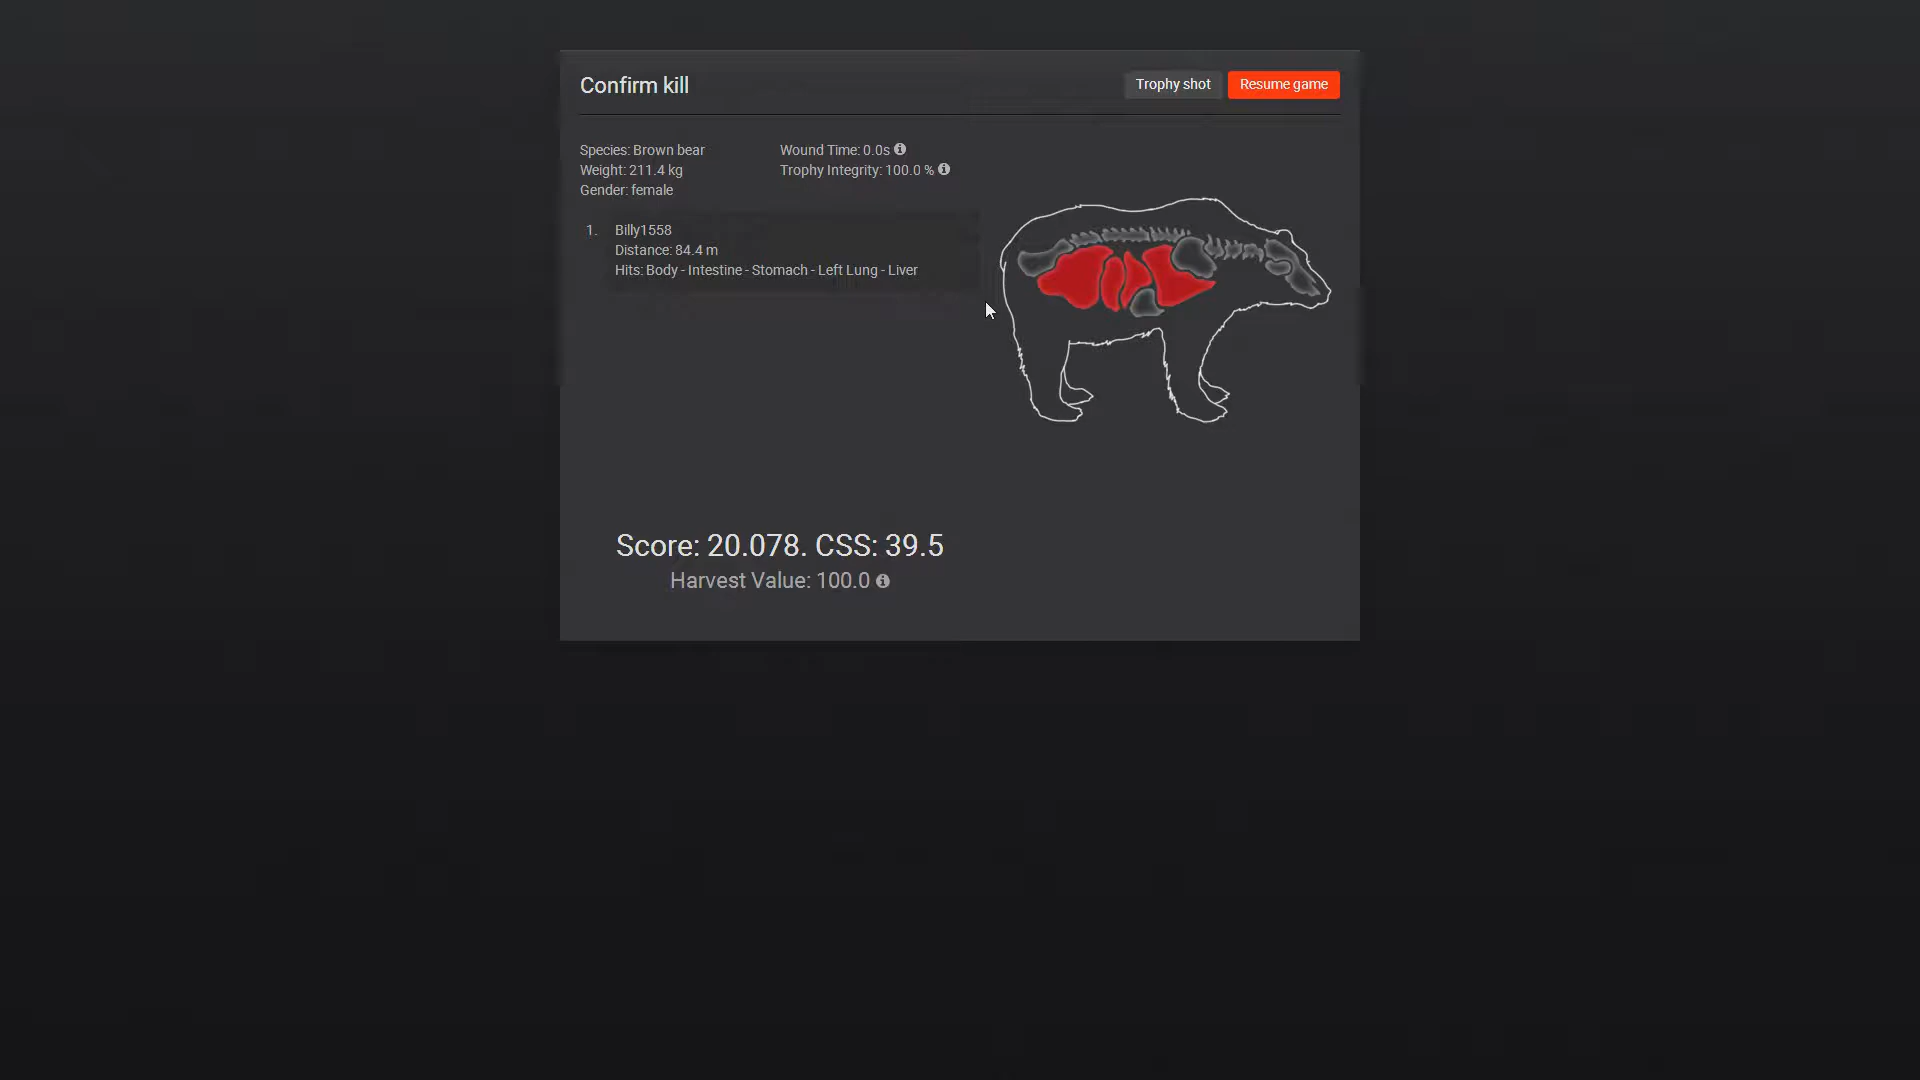 Confirm kill
Trophy shot
Resume game
Species: Brown bear
Weight: 211.4 kg
Gender: female
Wound Time: 0.0s
Trophy Integrity: 100.0 %
1. Billy1558
Distance: 84.4 m
Hits: Body - Intestine - Stomach - Left Lung - Liver
Score: 20.078. CSS: 39.5
Harvest Value: 100.0